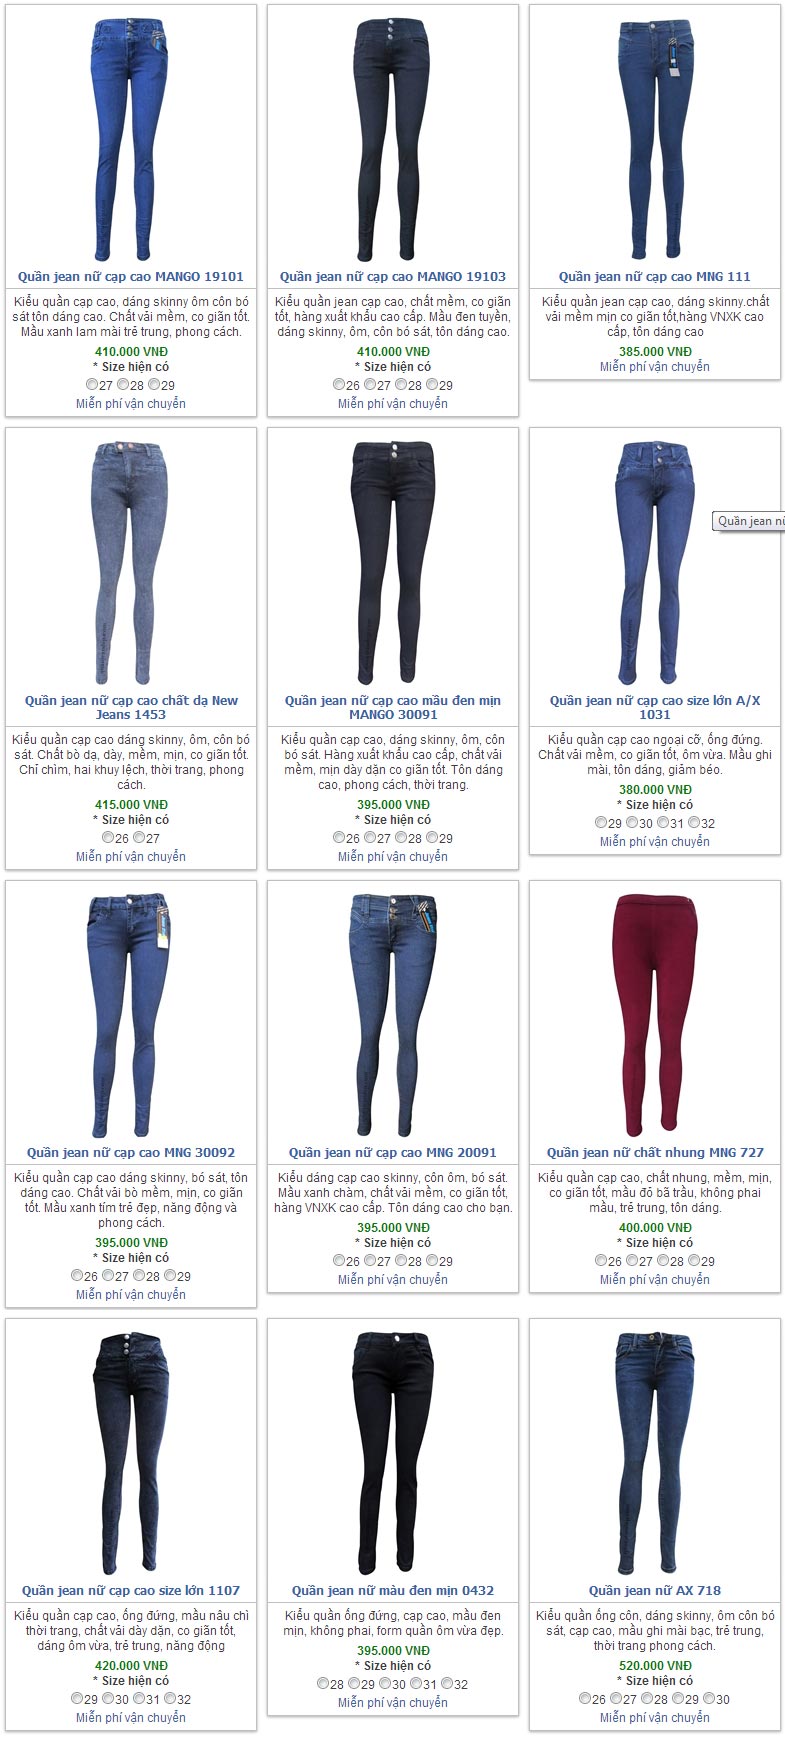 Quần jean nữ cạp cao MANGO 19101
Kiểu quần cạp cao, dáng skinny ôm côn bó
sát tôn dáng cao. Chất vải mềm, co giãn tốt.
Mầu xanh lam mài trẻ trung, phong cách.
410.000 VNĐ
* Size hiện có
27 28 29
Miễn phí vận chuyển
Quần jean nữ cạp cao MANGO 19103
Kiểu quần jean cạp cao, chất mềm, co giãn
tốt, hàng xuất khẩu cao cấp. Mầu đen tuyền,
dáng skinny, ôm, côn bó sát, tôn dáng cao.
410.000 VNĐ
* Size hiện có
26 27 28 29
Miễn phí vận chuyển
Quần jean nữ cạp cao MNG 111
Kiểu quần jean cạp cao, dáng skinny.chất
vải mềm mịn co giãn tốt,hàng VNXK cao
cấp, tôn dáng cao
385.000 VNĐ
Miễn phí vận chuyển
Quần jean nữ cạp cao chất dạ New
Jeans 1453
Kiểu quần cạp cao dáng skinny, ôm, côn bó
sát. Chất bò dạ, dày, mềm, mịn, co giãn tốt.
Chỉ chìm, hai khuy lệch, thời trang, phong
cách.
415.000 VNĐ
* Size hiện có
26 27
Miễn phí vận chuyển
Quần jean nữ cạp cao mầu đen mịn
MANGO 30091
Kiểu quần cạp cao, dáng skinny, ôm, côn
bó sát. Hàng xuất khẩu cao cấp, chất vải
mềm, mịn dày dặn co giãn tốt. Tôn dáng
cao, phong cách, thời trang.
395.000 VNĐ
* Size hiện có
26 27 28 29
Miễn phí vận chuyển
Quần jean nữ
Quần jean nữ cạp cao size lớn A/X
1031
Kiểu quần cạp cao ngoại cỡ, ống đứng.
Chất vải mềm, co giãn tốt, ôm vừa. Mầu ghi
mài, tôn dáng, giảm béo.
380.000 VNĐ
* Size hiện có
29 30 31 32
Miễn phí vận chuyển
Quần jean nữ cạp cao MNG 30092
Kiểu quần cạp cao dáng skinny, bó sát, tôn
dáng cao. Chất vải bò mềm, mịn, co giãn
tốt. Mầu xanh tím trẻ đẹp, năng động và
phong cách.
395.000 VNĐ
* Size hiện có
26 27 28 29
Miễn phí vận chuyển
Quần jean nữ cạp cao MNG 20091
Kiểu dáng cạp cao skinny, côn ôm, bó sát.
Mầu xanh chàm, chất vải mềm, co giãn tốt,
hàng VNXK cao cấp. Tôn dáng cao cho bạn.
395.000 VNĐ
* Size hiện có
26 27 28 29
Miễn phí vận chuyển
Quần jean nữ chất nhung MNG 727
Kiểu quần cạp cao, chất nhung, mềm, mịn,
co giãn tốt, mầu đỏ bã trầu, không phai
mầu, trẻ trung, tôn dáng.
400.000 VNĐ
* Size hiện có
26 27 28 29
Miễn phí vận chuyển
Quần jean nữ cạp cao size lớn 1107
Kiểu quần cạp cao, ống đứng, mầu nâu chì
thời trang, chất vải dày dặn, co giãn tốt,
dáng ôm vừa, trẻ trung, năng động
420.000 VNĐ
* Size hiện có
29 30 31 32
Miễn phí vận chuyển
Quần jean nữ màu đen mịn 0432
Kiểu quần ống đứng, cạp cao, mầu đen
mịn, không phai, form quần ôm vừa đẹp.
395.000 VNĐ
* Size hiện có
28 29 30 31 32
Miễn phí vận chuyển
Quần jean nữ AX 718
Kiểu quần ống côn, dáng skinny, ôm côn bó
sát, cạp cao, mầu ghi mài bạc, trẻ trung,
thời trang phong cách.
520.000 VNĐ
* Size hiện có
26 27 28 29 30
Miễn phí vận chuyển